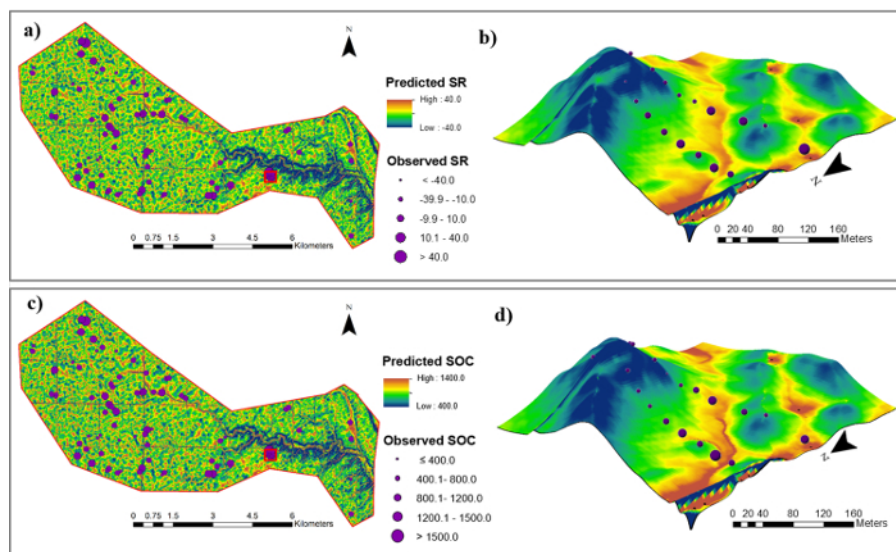 a)
N
Predicted SR
High : 40.0
Low : -40.0
Observed SR
< -40.0
-39.9 - -10.0
-9.9 - 10.0
10.1 - 40.0
> 40.0
0 0.75 1.5 3 4.5 6
Kilometers
b)
N
0 20 40 80 120 160
Meters
c)
N
Predicted SOC
High : 1400.0
Low : 400.0
Observed SOC
≤ 400.0
400.1- 800.0
800.1- 1200.0
1200.1 - 1500.0
> 1500.0
0 0.75 1.5 3 4.5 6
Kilometers
d)
N
0 20 40 80 120 160
Meters